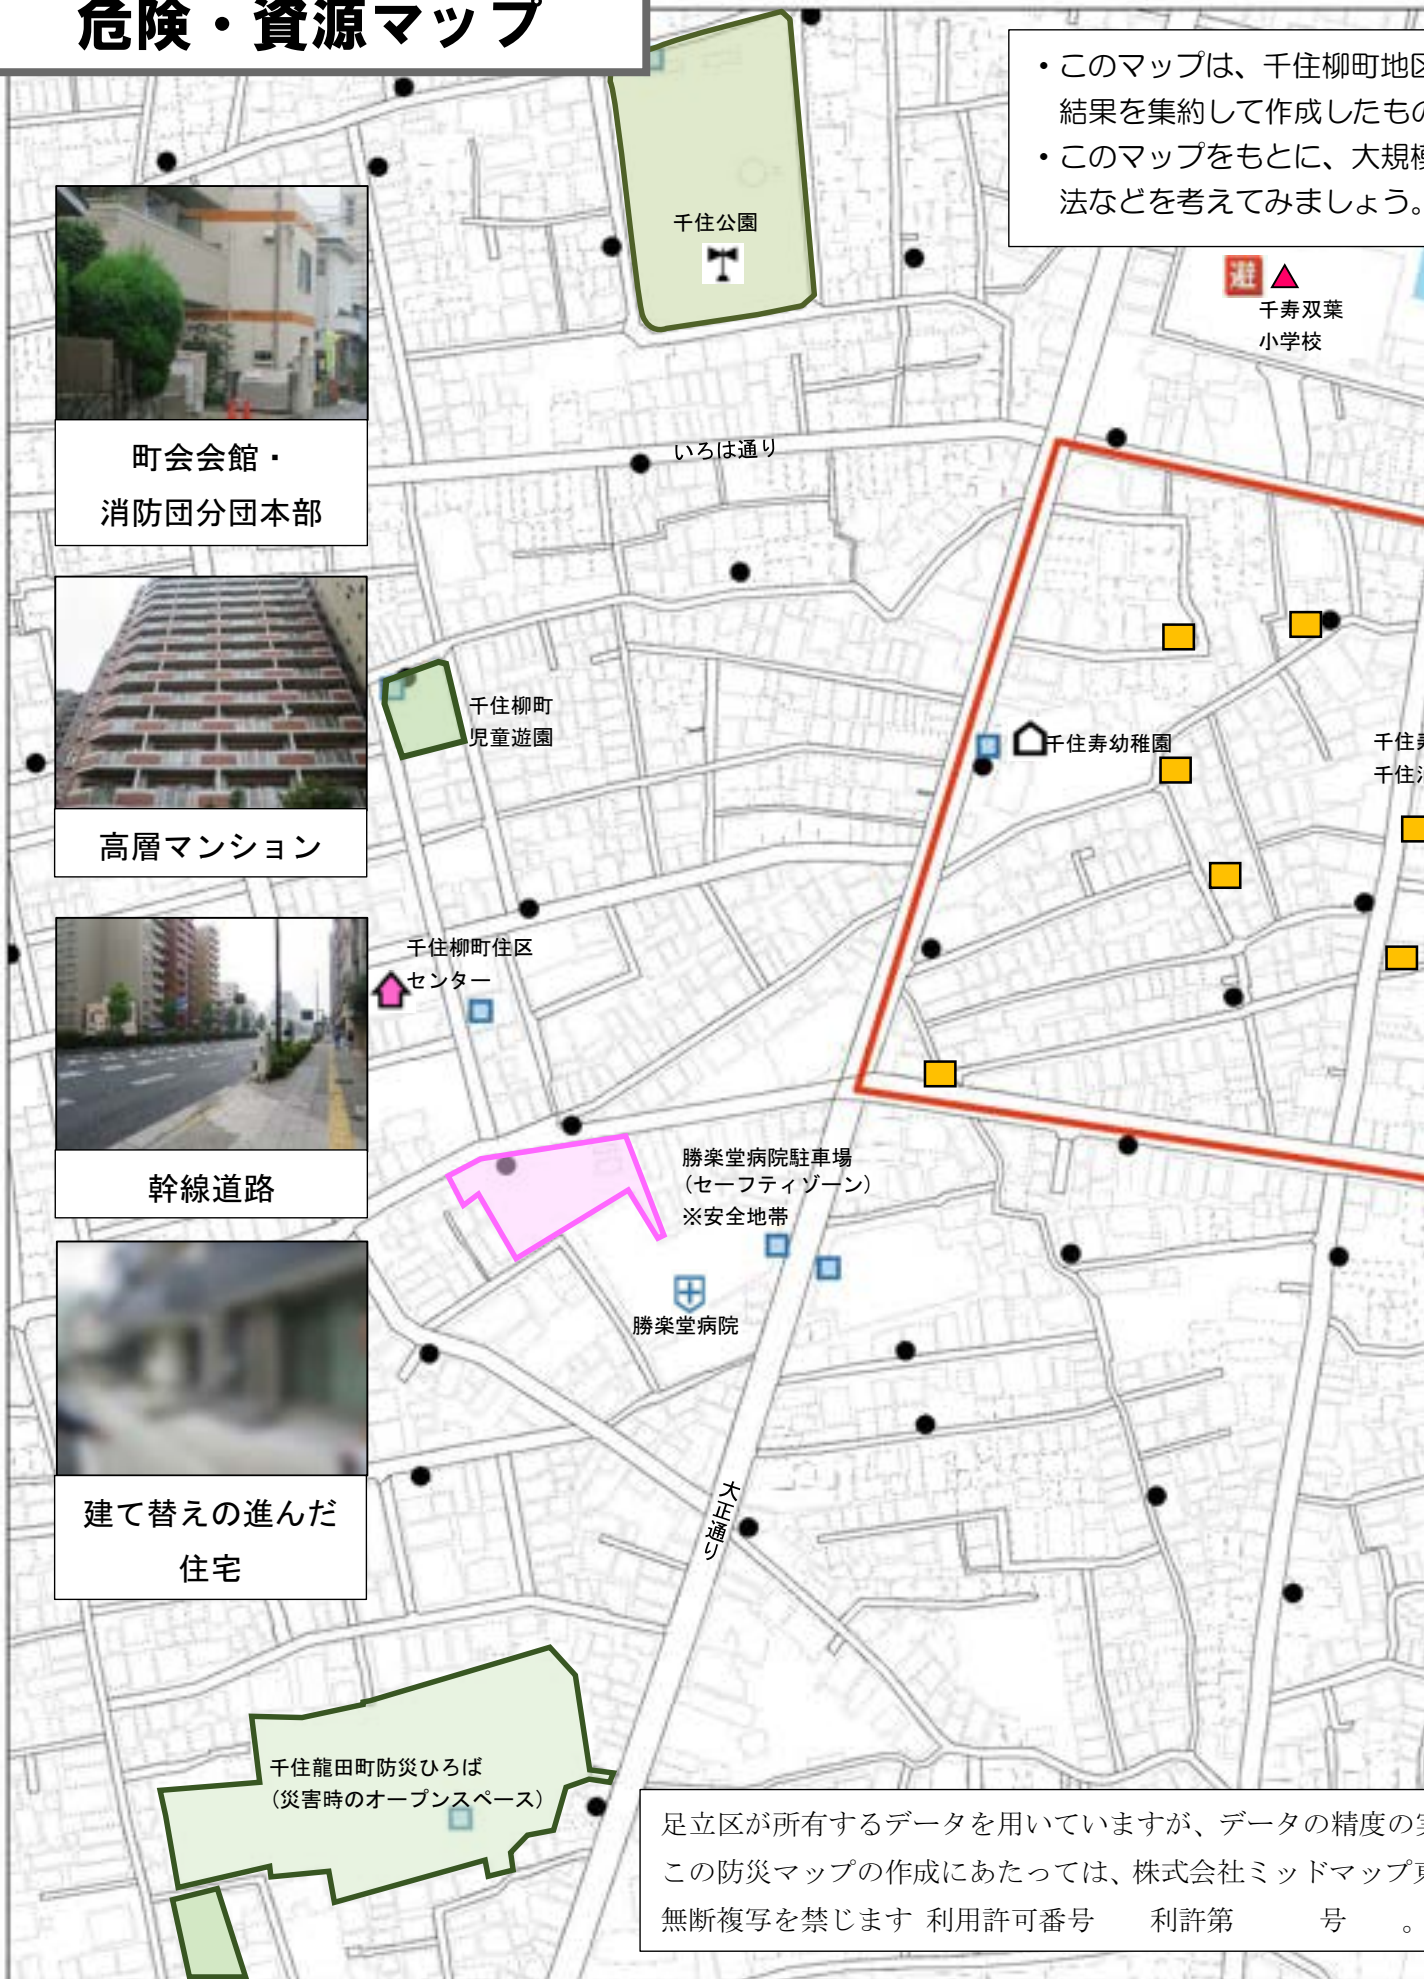 危険・資源マップ
・このマップは、千住柳町地区
結果を集約して作成したもの
・このマップをもとに、大規模
法などを考えてみましょう。
千住公園
避
千寿双葉
小学校
町会会館・
消防団分団本部
いろは通り
高層マンション
千住柳町
児童遊園
千住寿幼稚園
千住
千住
千住柳町住区
センター
幹線道路
勝楽堂病院駐車場
（セーフティゾーン）
※安全地帯
勝楽堂病院
建て替えの進んだ
住宅
大正通り
千住龍田町防災ひろば
（災害時のオープンスペース）
足立区が所有するデータを用いていますが、データの精度の
この防災マップの作成にあたっては、株式会社ミッドマップ東
無断複写を禁じます 利用許可番号　利許第　　号　。